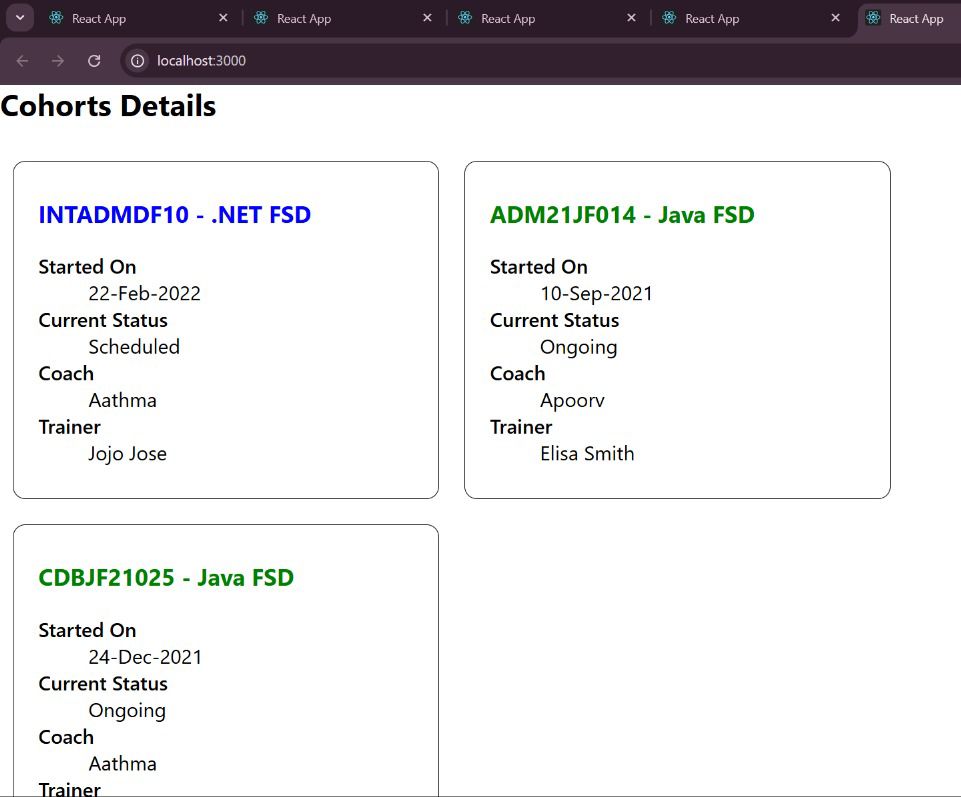 React App
React App
React App
React App
React App
localhost:3000
Cohorts Details
INTADMDF10 - .NET FSD
Started On
22-Feb-2022
Current Status
Scheduled
Coach
Aathma
Trainer
Jojo Jose
ADM21JF014 - Java FSD
Started On
10-Sep-2021
Current Status
Ongoing
Coach
Apoorv
Trainer
Elisa Smith
CDBJF21025 - Java FSD
Started On
24-Dec-2021
Current Status
Ongoing
Coach
Aathma
Trainer